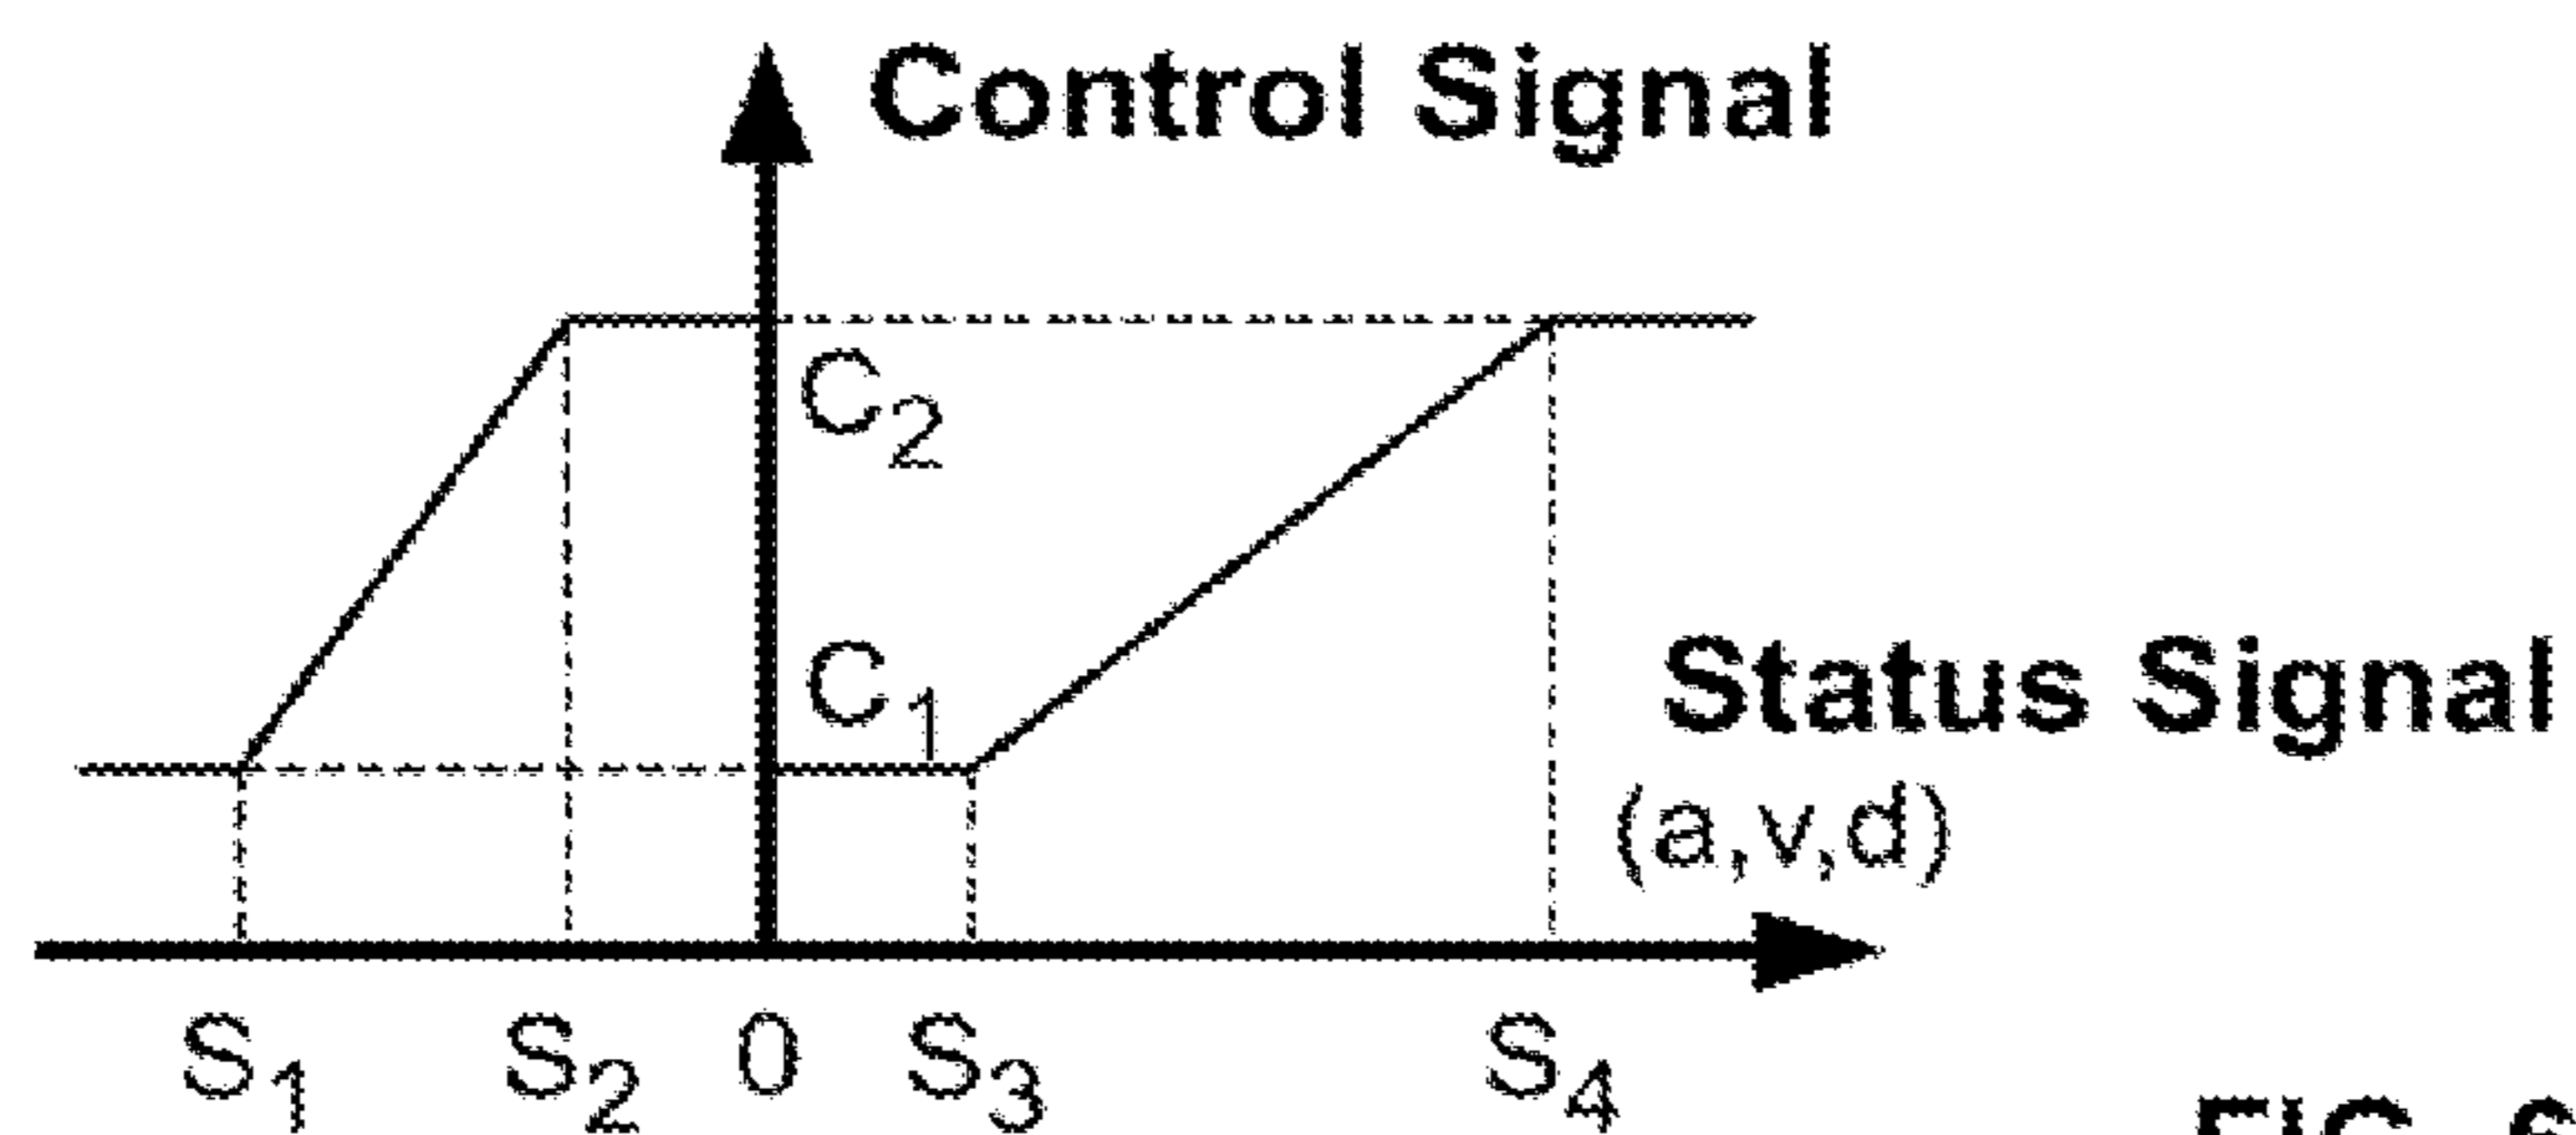 Control Signal
C₂
C₁
Status Signal
(a,v,d)
S₁ S₂ 0 S₃ S₄